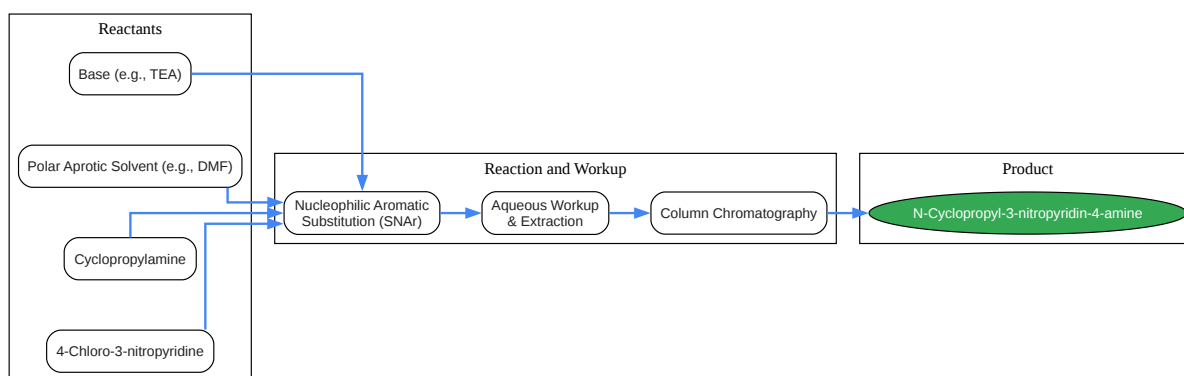 Reactants
Base (e.g., TEA)
Polar Aprotic Solvent (e.g., DMF)
Cyclopropylamine
4-Chloro-3-nitropyridine
Reaction and Workup
Nucleophilic Aromatic
Substitution (SNAr)
Aqueous Workup
& Extraction
Column Chromatography
Product
N-Cyclopropyl-3-nitropyridin-4-amine